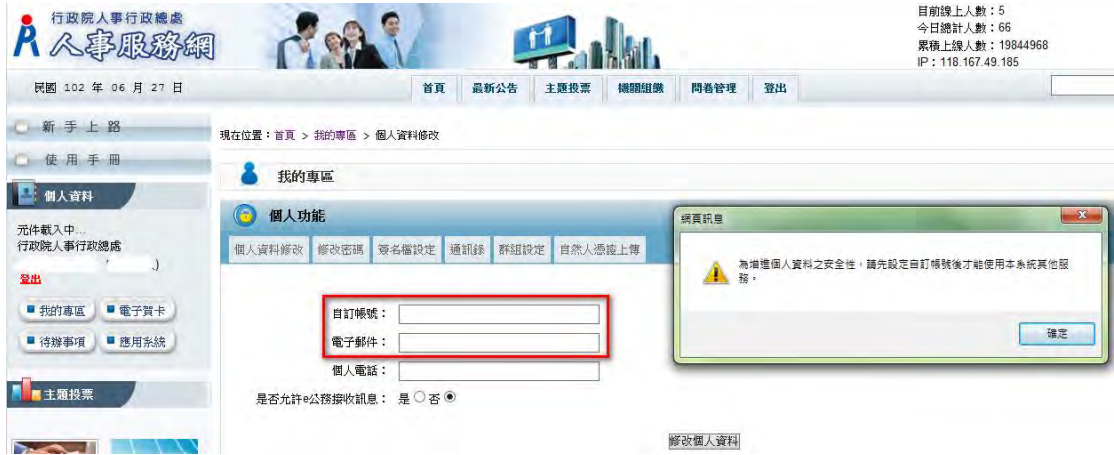 行政院人事行政總處
人事服務網
目前線上人數：5
今日總計人數：66
累積上線人數：19844968
IP：118.167.49.185
民國 102 年 06 月 27 日
首頁 最新公告 主題投票 機關組織 問卷管理 登出
新 手 上 路
使 用 手 冊
現在位置：首頁 > 我的專區 > 個人資料修改
我的專區
個人資料
個人功能
元件載入中...
行政院人事行政總處
( .)
登出
個人資料修改 修改密碼 簽名檔設定 通訊錄 群組設定 自然人憑證上傳
網頁訊息
為增進個人資料之安全性，請先設定自訂帳號後才能使用本系統其他服
務。
確定
我的專區 電子賀卡
待辦事項 應用系統
自訂帳號：
電子郵件：
個人電話：
是否允許e公務接收訊息： 是 否
主題投票
修改個人資料